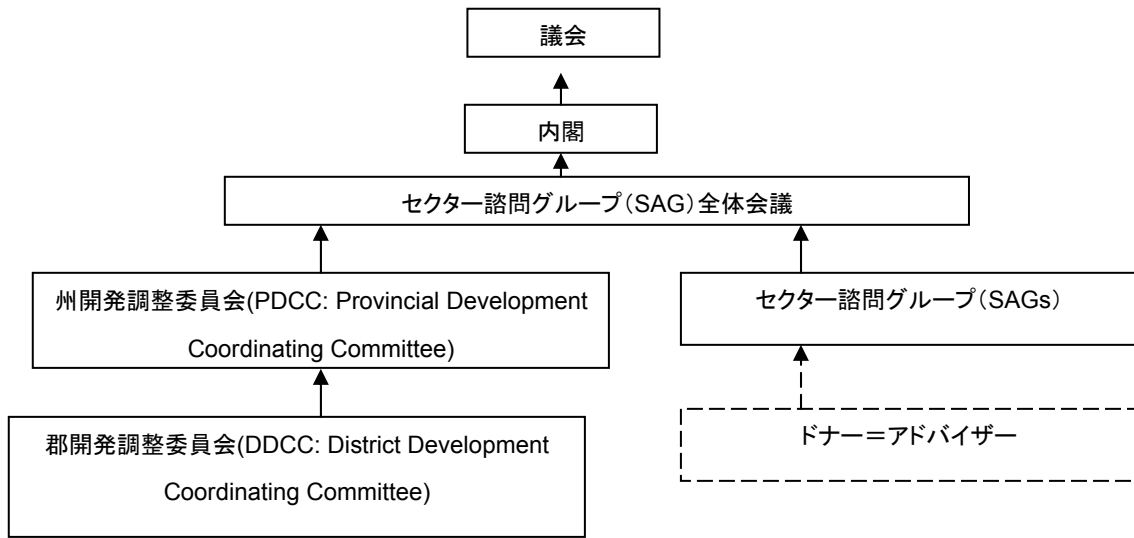 議会
内閣
セクター諮問グループ（SAG）全体会議
州開発調整委員会(PDCC: Provincial Development
Coordinating Committee)
セクター諮問グループ（SAGs）
郡開発調整委員会(DDCC: District Development
Coordinating Committee)
ドナー＝アドバイザー